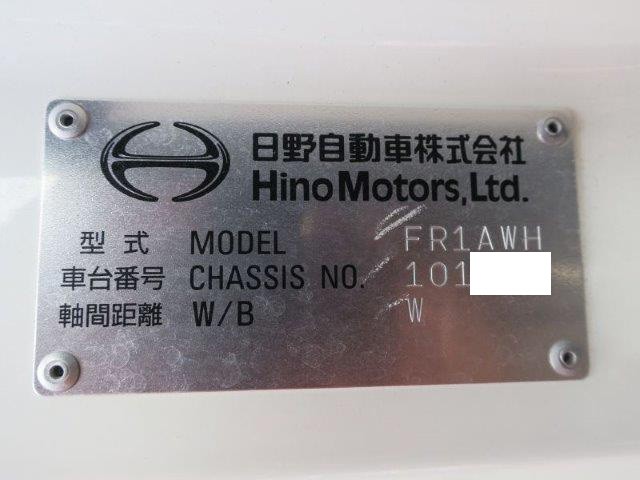 日野自動車株式会社
Hino Motors, Ltd.
型式 MODEL FR1AWH
車台番号 CHASSIS NO. 101
軸間距離 W/B W